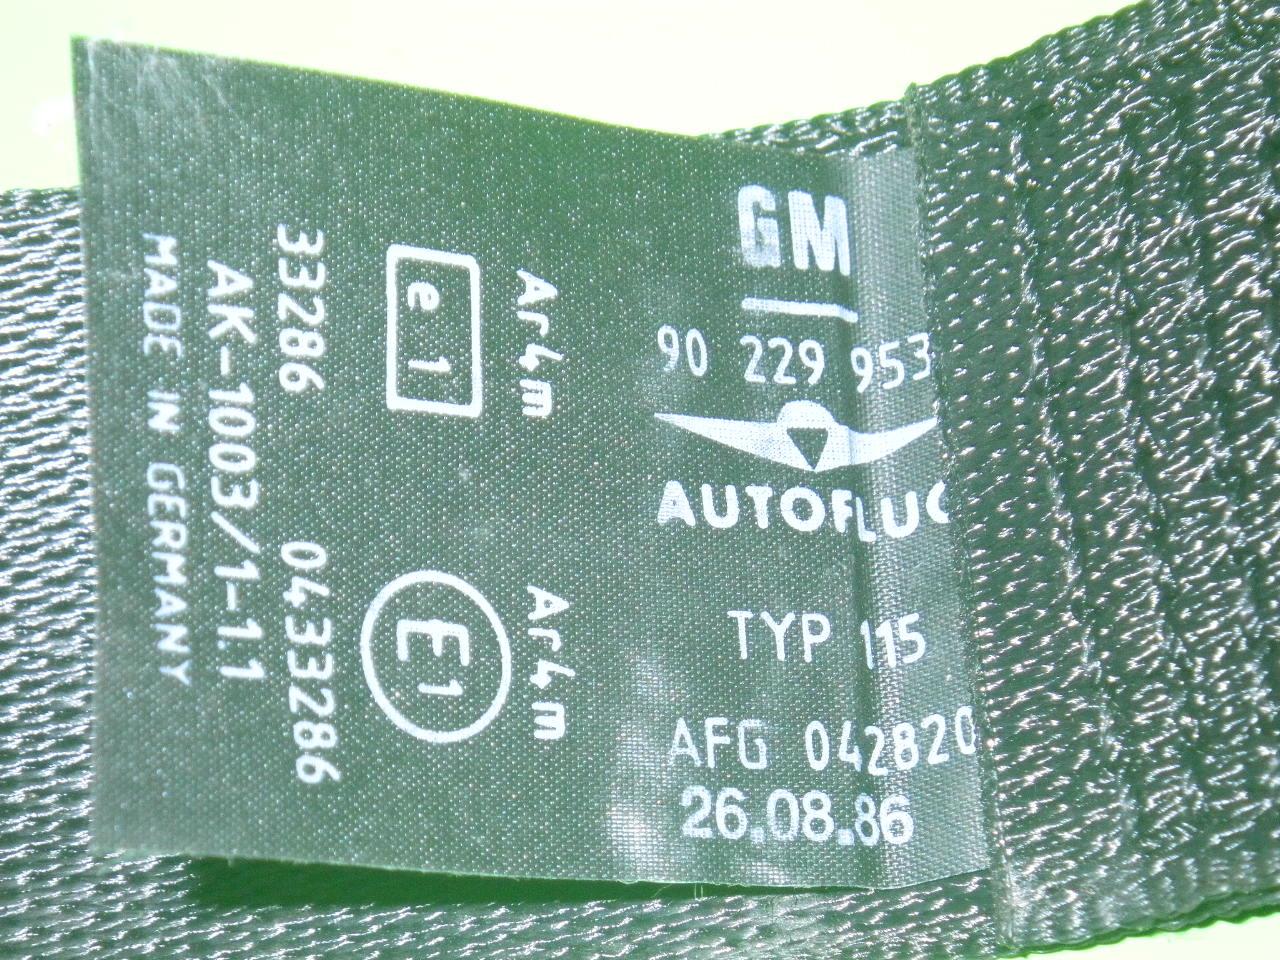 GM
90 229 953
AUTOFLUG
TYP 115
AFG 042820
26.08.86
Ar4m Ar4m
e 1 E1
33286 0433286
AK-1003/1-1.1
MADE IN GERMANY